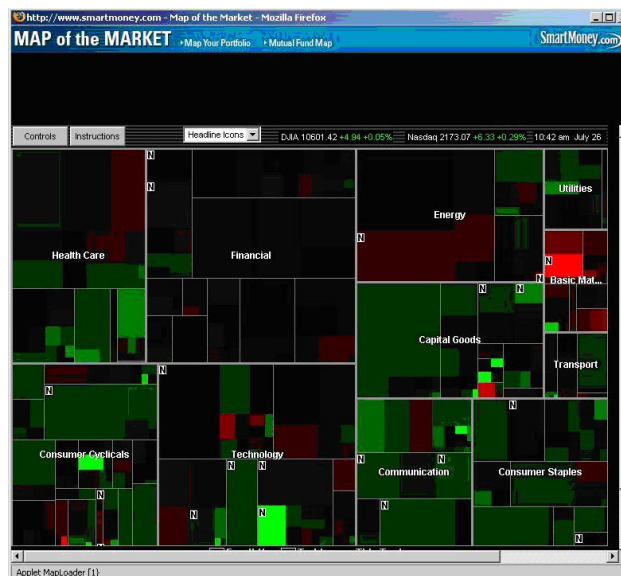 http://www.smartmoney.com - Map of the Market - Mozilla Firefox
MAP of the MARKET Map Your Portfolio Mutual Fund Map SmartMoney.com
Controls Instructions Headline Icons DJIA 10601.42 +4.94 +0.05% Nasdaq 2173.07 +6.33 +0.29% 10:42 am July 26
N
N
Utilities
Energy
N
Health Care
Financial
N
N
Basic Mat...
N
N
Capital Goods
N
Transport
N
N
N
Consumer Cyclicals
Technology
N
N
N
N
Communication
Consumer Staples
N
N
N
N
N
Applet MapLoader [1]